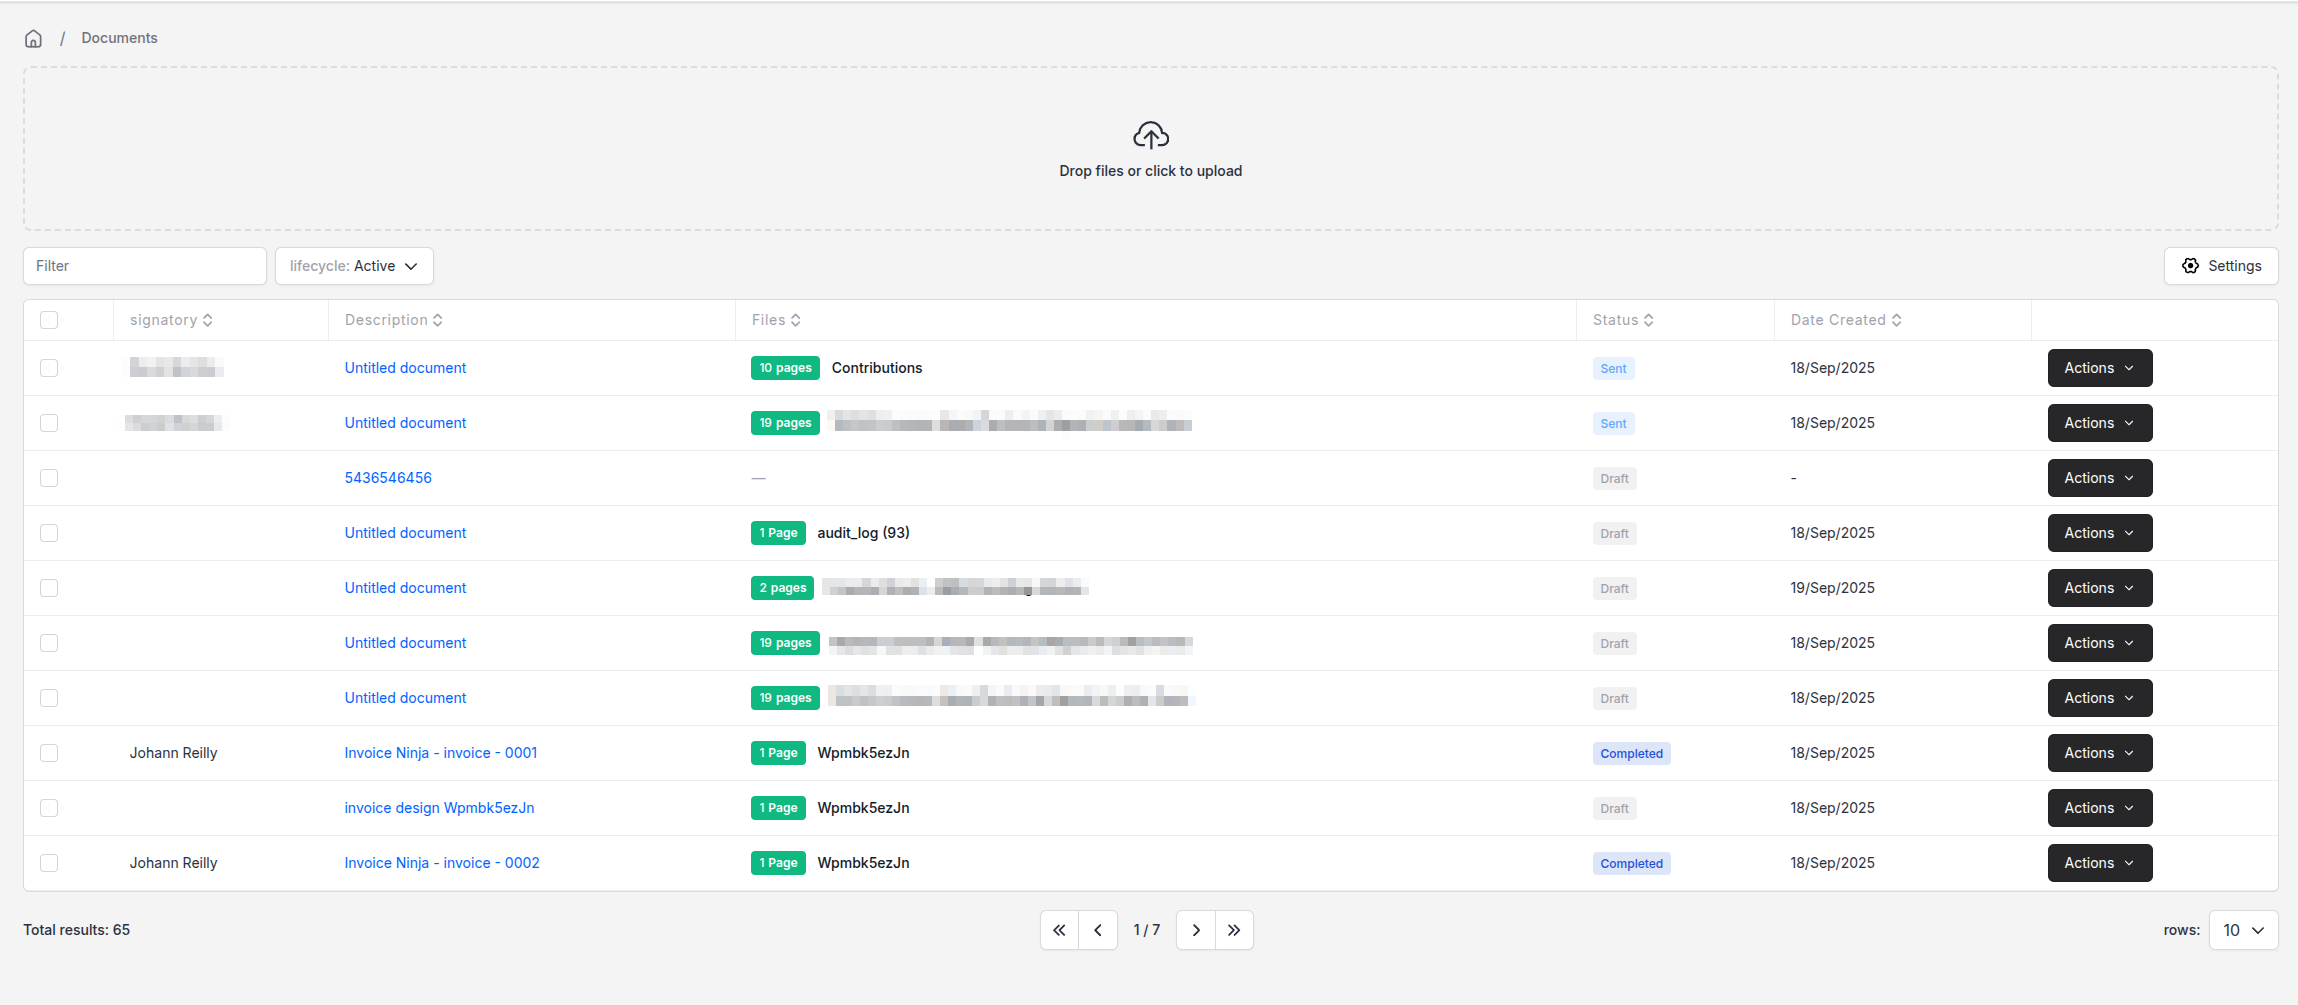 / Documents
Drop files or click to upload
Filter
lifecycle: Active
Settings
signatory Description Files Status Date Created
Untitled document 10 pages Contributions Sent 18/Sep/2025 Actions
Untitled document 19 pages Sent 18/Sep/2025 Actions
5436546456 — Draft - Actions
Untitled document 1 Page audit_log (93) Draft 18/Sep/2025 Actions
Untitled document 2 pages Draft 19/Sep/2025 Actions
Untitled document 19 pages Draft 18/Sep/2025 Actions
Untitled document 19 pages Draft 18/Sep/2025 Actions
Johann Reilly Invoice Ninja - invoice - 0001 1 Page Wpmbk5ezJn Completed 18/Sep/2025 Actions
invoice design Wpmbk5ezJn 1 Page Wpmbk5ezJn Draft 18/Sep/2025 Actions
Johann Reilly Invoice Ninja - invoice - 0002 1 Page Wpmbk5ezJn Completed 18/Sep/2025 Actions
Total results: 65
1 / 7
rows: 10